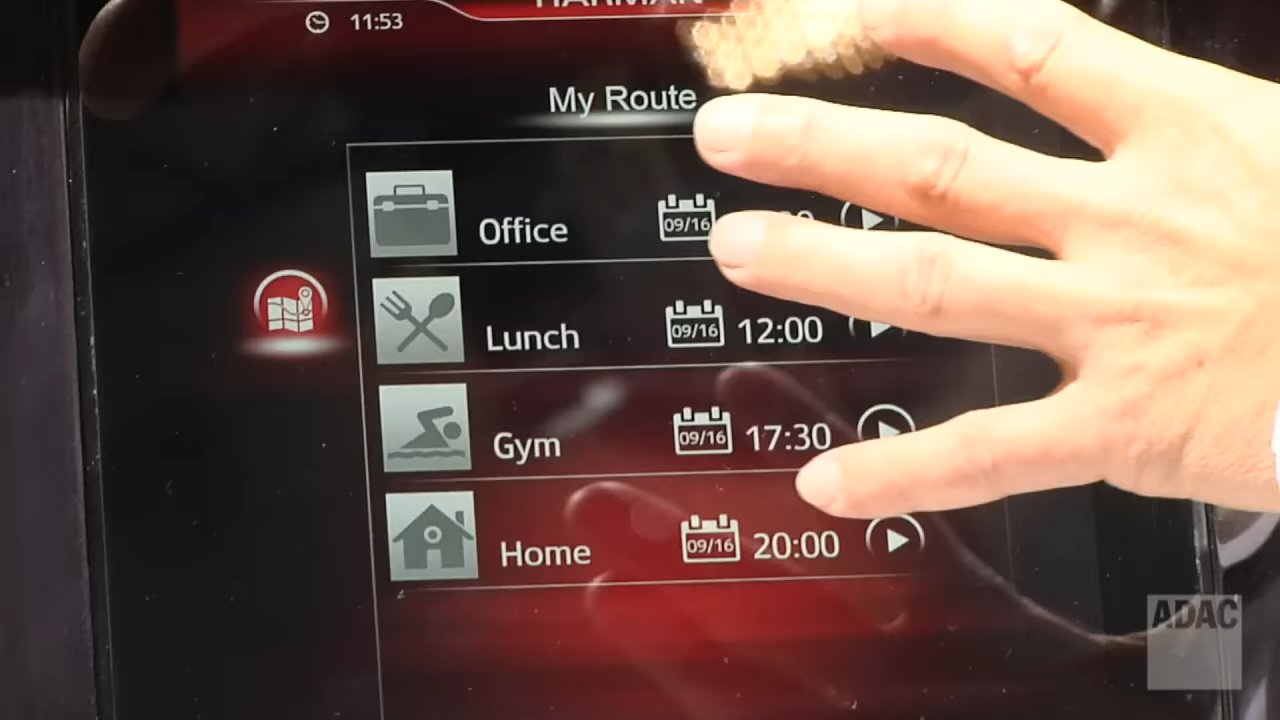 HARMAN
11:53
My Route
Office 09/16
Lunch 09/16 12:00
Gym 09/16 17:30
Home 09/16 20:00
ADAC